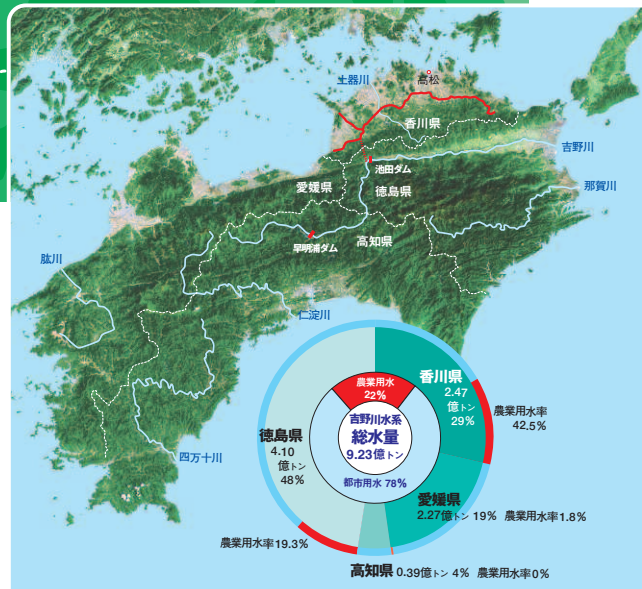 土器川
高松
香川県
吉野川
池田ダム
愛媛県
徳島県
那賀川
高知県
早明浦ダム
肱川
仁淀川
四万十川
農業用水
22%
吉野川水系
総水量
9.23億トン
都市用水 78%
香川県
2.47
億トン
29%
農業用水率
42.5%
徳島県
4.10
億トン
48%
愛媛県
2.27億トン 19% 農業用水率1.8%
農業用水率19.3%
高知県 0.39億トン 4% 農業用水率0%